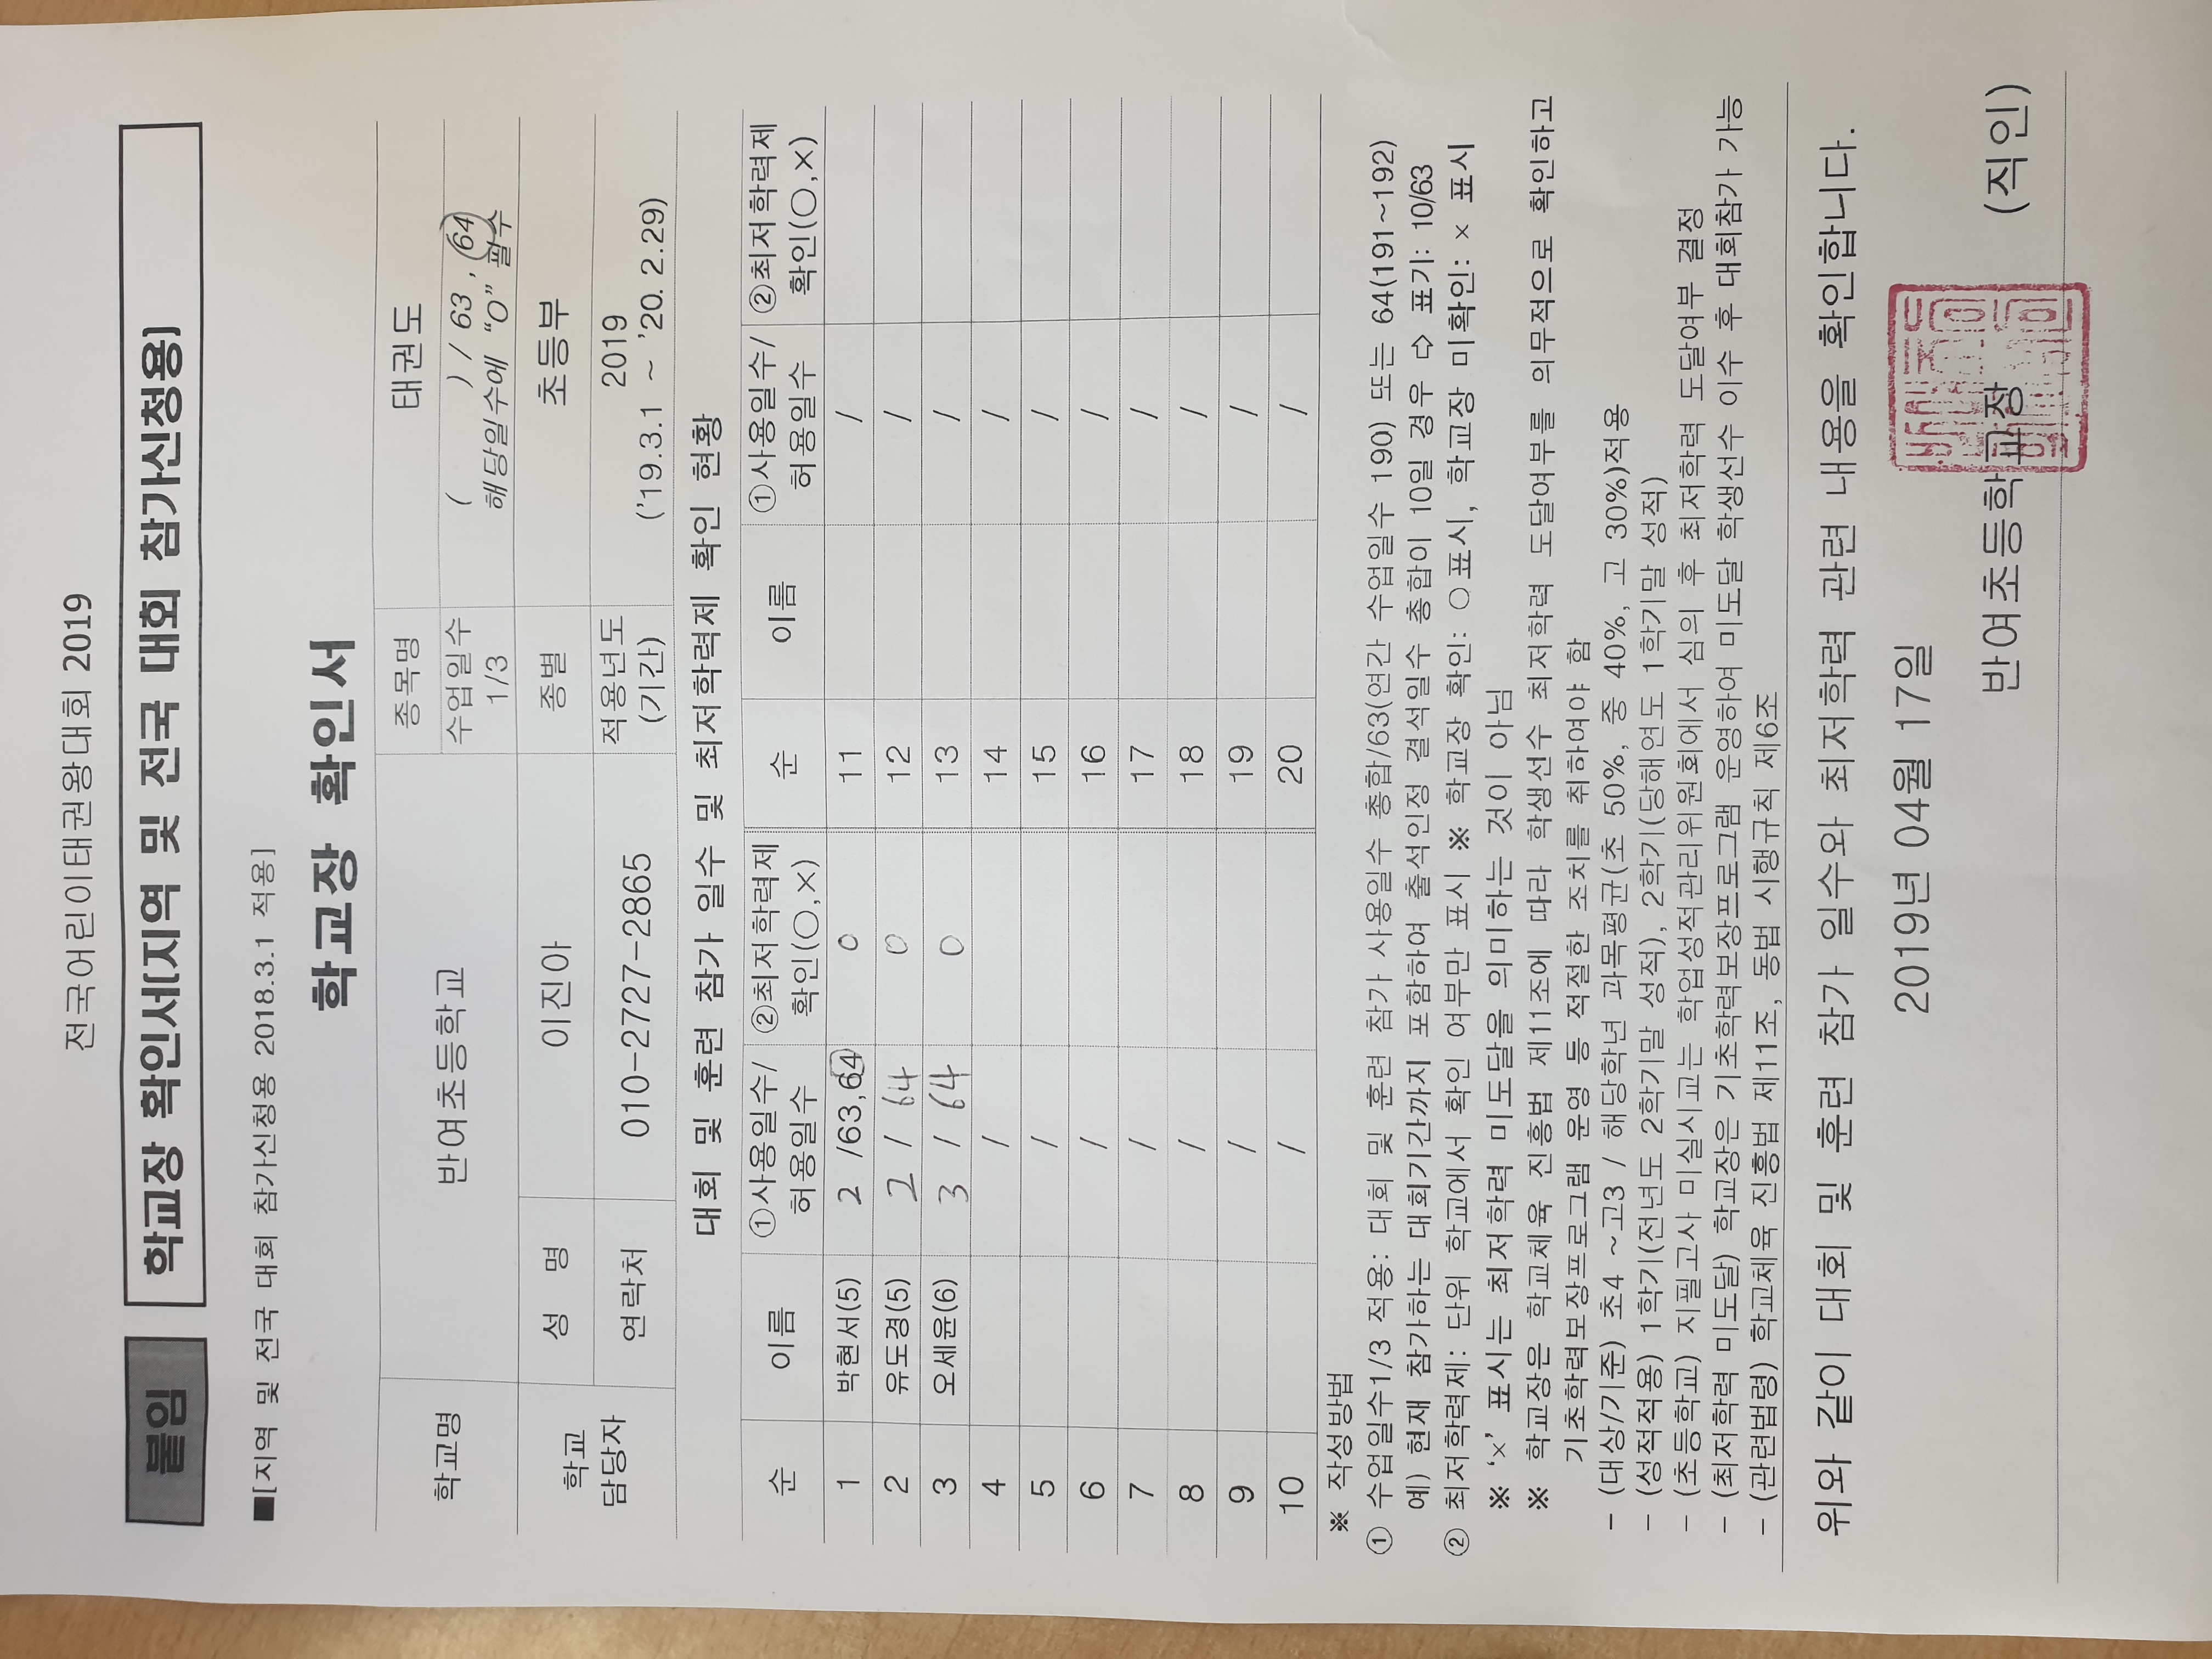 전국어린이태권왕대회 2019
붙임 학교장 확인서(지역 및 전국 대회 참가신청용)
■[지역 및 전국 대회 참가신청용 2018.3.1 적용]
학교장 확인서
학교명 반여초등학교 종목명 태권도
수업일수 1/3 ( ) / 63 , 64
해당일수에 “O” 필수
학교 담당자 성 명 이진아 종별 초등부
연락처 010-2727-2865 적용년도 (기간) 2019
('19.3.1 ~ '20. 2.29)
대회 및 훈련 참가 일수 및 최저학력제 확인 현황
순 이름 ①사용일수/허용일수 ②최저학력제 확인(○,×) 순 이름 ①사용일수/허용일수 ②최저학력제 확인(○,×)
1 박현서(5) 2 /63,64 O 11 /
2 유도경(5) 2 / 64 O 12 /
3 오세윤(6) 3 / 64 O 13 /
4 / 14 /
5 / 15 /
6 / 16 /
7 / 17 /
8 / 18 /
9 / 19 /
10 / 20 /
※ 작성방법
① 수업일수1/3 적용: 대회 및 훈련 참가 사용일수 총합/63(연간 수업일수 190) 또는 64(191~192)
예) 현재 참가하는 대회기간까지 포함하여 출석인정 결석일수 총합이 10일 경우 ⇨ 표기: 10/63
② 최저학력제: 단위 학교에서 확인 여부만 표시 ※ 학교장 확인: ○ 표시, 학교장 미확인: × 표시
※ ‘×’ 표시는 최저학력 미도달을 의미하는 것이 아님
※ 학교장은 학교체육 진흥법 제11조에 따라 학생선수 최저학력 도달여부를 의무적으로 확인하고
기초학력보장프로그램 운영 등 적절한 조치를 취하여야 함
- (대상/기준) 초4 ~고3 / 해당학년 과목평균(초 50%, 중 40%, 고 30%)적용
- (성적적용) 1학기(전년도 2학기말 성적), 2학기(당해연도 1학기말 성적)
- (초등학교) 지필고사 미실시교는 학업성적관리위원회에서 심의 후 최저학력 도달여부 결정
- (최저학력 미도달) 학교장은 기초학력보장프로그램 운영하여 미도달 학생선수 이수 후 대회참가 가능
- (관련법령) 학교체육 진흥법 제11조, 동법 시행규칙 제6조
위와 같이 대회 및 훈련 참가 일수와 최저학력 관련 내용을 확인합니다.
2019년 04월 17일
반여초등학교장 (직인)